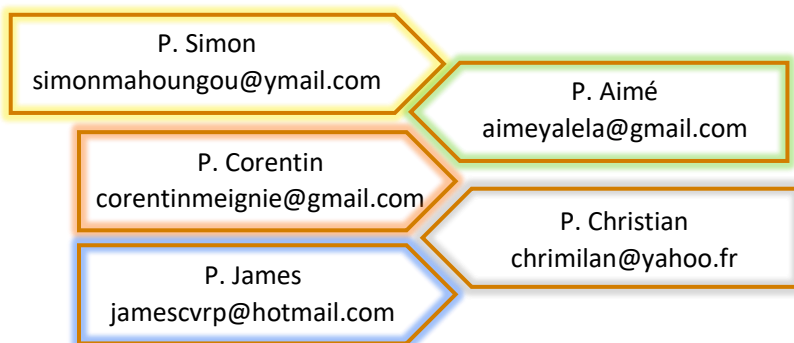 P. Simon
simonmahoungou@ymail.com
P. Aimé
aimeyalela@gmail.com
P. Corentin
corentinmeignie@gmail.com
P. Christian
chrimilan@yahoo.fr
P. James
jamescvrp@hotmail.com